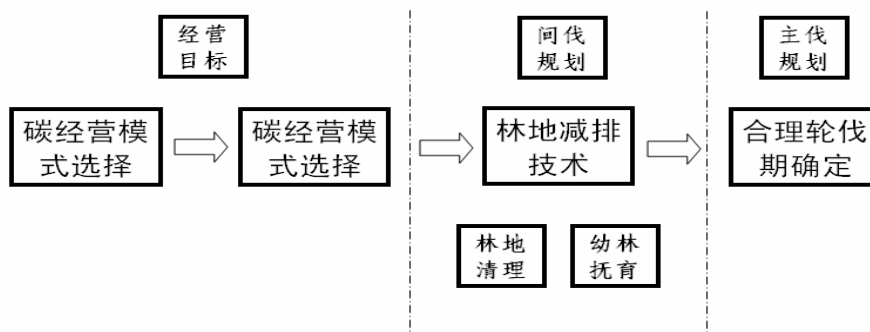 经营
目标
间伐
规划
主伐
规划
碳经营模
式选择
碳经营模
式选择
林地减排
技术
合理轮伐
期确定
林地
清理
幼林
抚育